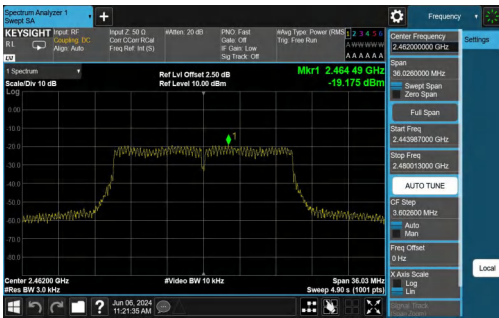 Spectrum Analyzer 1
Swept SA
Frequency
KEYSIGHT
RL
Input: RF
Coupling: DC
Align: Auto
Input Z: 50 Ω
Corr CCorr RCal
Freq Ref: Int (S)
#Atten: 20 dB
PNO: Fast
Gate: Off
IF Gain: Low
Sig Track: Off
#Avg Type: Power (RMS
Trig: Free Run
1 2 3 4 5 6
A W W W W W
A A A A A A
1 Spectrum
Scale/Div 10 dB
Log
Ref Lvl Offset 2.50 dB
Ref Level 10.00 dBm
Mkr1 2.464 49 GHz
-19.175 dBm
1
0.00
-10.0
-20.0
-30.0
-40.0
-50.0
-60.0
-70.0
-80.0
Center 2.46200 GHz
#Res BW 3.0 kHz
#Video BW 10 kHz
Span 36.03 MHz
Sweep 4.90 s (1001 pts)
Jun 06, 2024
11:21:35 AM
Center Frequency
2.462000000 GHz
Span
36.0260000 MHz
Swept Span
Zero Span
Full Span
Start Freq
2.443987000 GHz
Stop Freq
2.480013000 GHz
AUTO TUNE
CF Step
3.602600 MHz
Auto
Man
Freq Offset
0 Hz
X Axis Scale
Log
Lin
Signal Track
Settings
Local